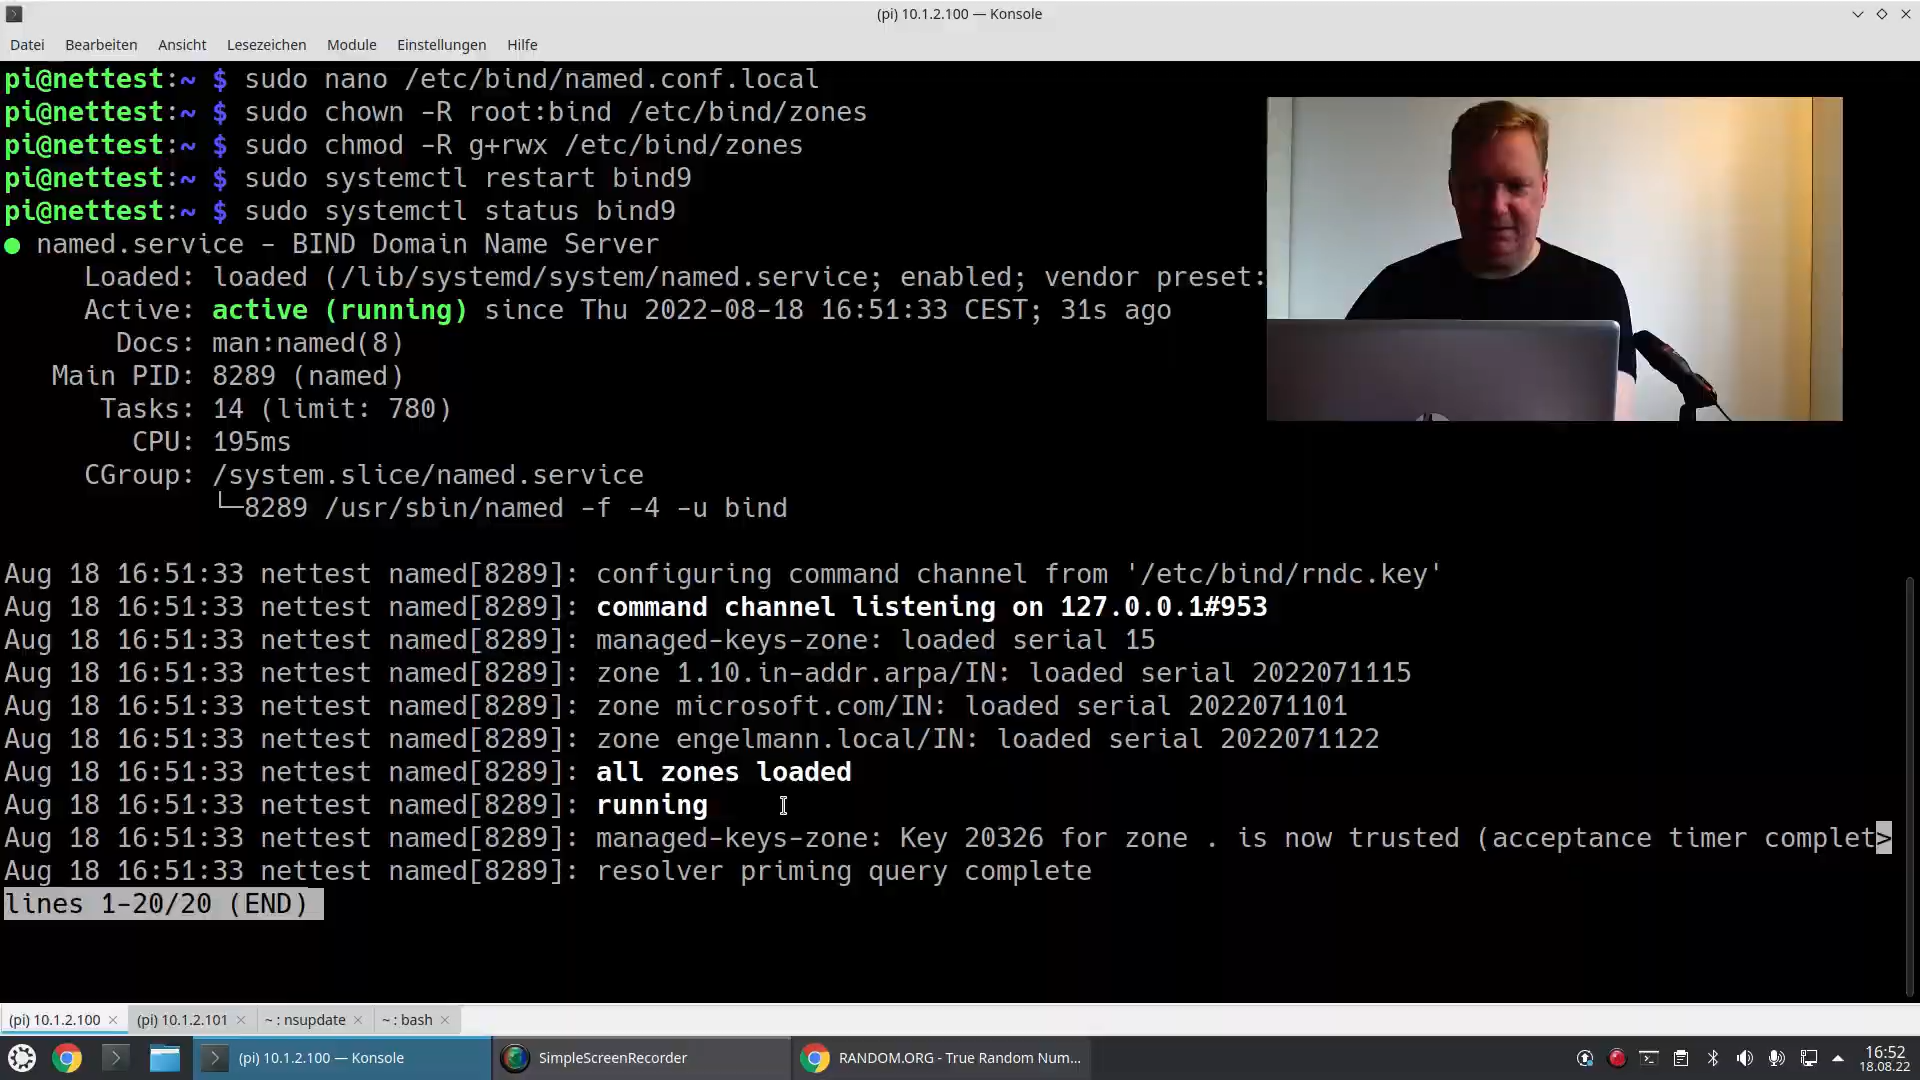 (pi) 10.1.2.100 — Konsole
Datei Bearbeiten Ansicht Lesezeichen Module Einstellungen Hilfe
pi@nettest:~ $ sudo nano /etc/bind/named.conf.local
pi@nettest:~ $ sudo chown -R root:bind /etc/bind/zones
pi@nettest:~ $ sudo chmod -R g+rwx /etc/bind/zones
pi@nettest:~ $ sudo systemctl restart bind9
pi@nettest:~ $ sudo systemctl status bind9
● named.service - BIND Domain Name Server
Loaded: loaded (/lib/systemd/system/named.service; enabled; vendor preset:
Active: active (running) since Thu 2022-08-18 16:51:33 CEST; 31s ago
Docs: man:named(8)
Main PID: 8289 (named)
Tasks: 14 (limit: 780)
CPU: 195ms
CGroup: /system.slice/named.service
└─8289 /usr/sbin/named -f -4 -u bind
Aug 18 16:51:33 nettest named[8289]: configuring command channel from '/etc/bind/rndc.key'
Aug 18 16:51:33 nettest named[8289]: command channel listening on 127.0.0.1#953
Aug 18 16:51:33 nettest named[8289]: managed-keys-zone: loaded serial 15
Aug 18 16:51:33 nettest named[8289]: zone 1.10.in-addr.arpa/IN: loaded serial 2022071115
Aug 18 16:51:33 nettest named[8289]: zone microsoft.com/IN: loaded serial 2022071101
Aug 18 16:51:33 nettest named[8289]: zone engelmann.local/IN: loaded serial 2022071122
Aug 18 16:51:33 nettest named[8289]: all zones loaded
Aug 18 16:51:33 nettest named[8289]: running
Aug 18 16:51:33 nettest named[8289]: managed-keys-zone: Key 20326 for zone . is now trusted (acceptance timer complet>
Aug 18 16:51:33 nettest named[8289]: resolver priming query complete
lines 1-20/20 (END)
(pi) 10.1.2.100 (pi) 10.1.2.101 ~ : nsupdate ~ : bash
(pi) 10.1.2.100 — Konsole SimpleScreenRecorder RANDOM.ORG - True Random Num... 16:52
18.08.22